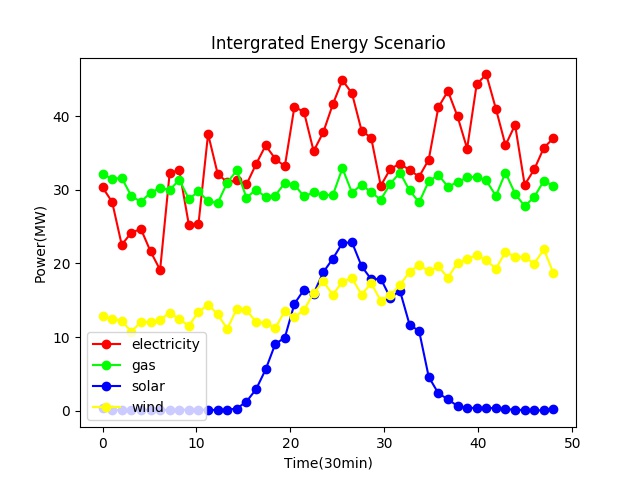 Intergrated Energy Scenario
Power(MW)
40
30
20
10
0
electricity
gas
solar
wind
0 10 20 30 40 50
Time(30min)